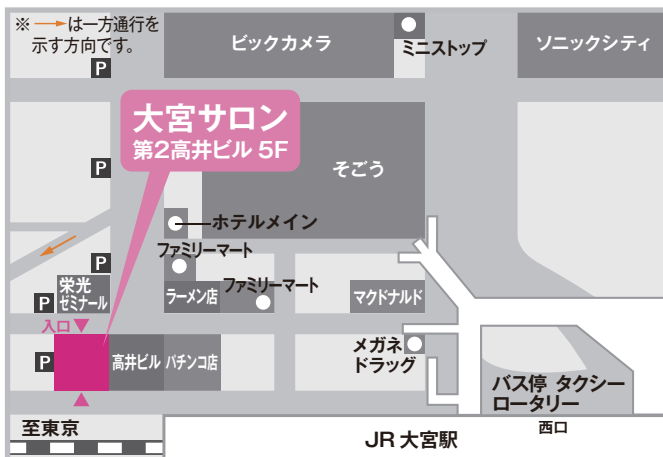 ※→は一方通行を
示す方向です。
ビックカメラ
ミニストップ
ソニックシティ
P
大宮サロン
第2高井ビル 5F
P
そごう
ホテルメイン
ファミリーマート
P
栄光
ゼミナール
P
ラーメン店
ファミリーマート
マクドナルド
入口
P
高井ビル
パチンコ店
メガネ
ドラッグ
バス停 タクシー
ロータリー
至東京
西口
JR 大宮駅